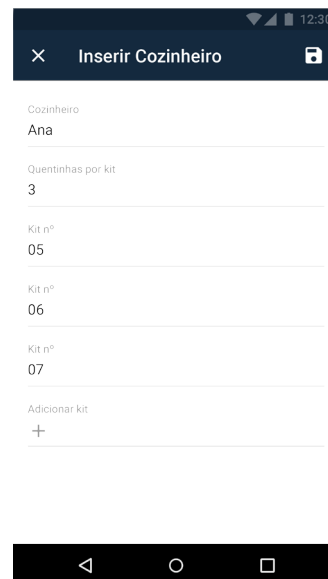 12:30
Inserir Cozinheiro
Cozinheiro
Ana
Quentinhas por kit
3
Kit nº
05
Kit nº
06
Kit nº
07
Adicionar kit
+